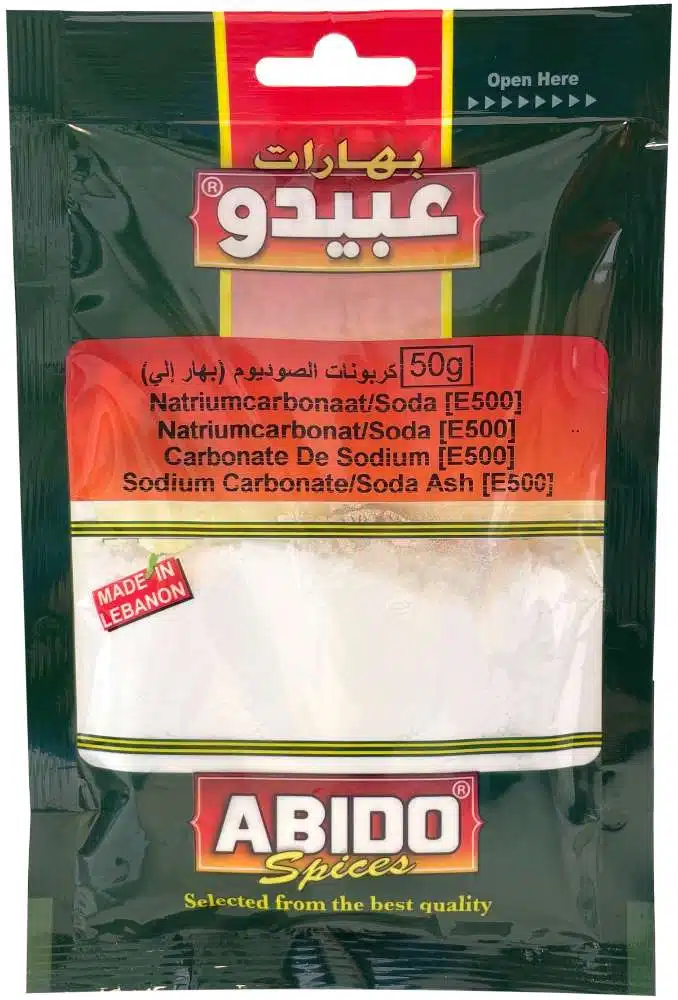 Open Here
بهارات
عبيدو®
كربونات الصوديوم (بهار إلي) 50g
Natriumcarbonaat/Soda [E500]
Natriumcarbonat/Soda [E500]
Carbonate De Sodium [E500]
Sodium Carbonate/Soda Ash [E500]
MADE IN
LEBANON
ABIDO®
Spices
Selected from the best quality